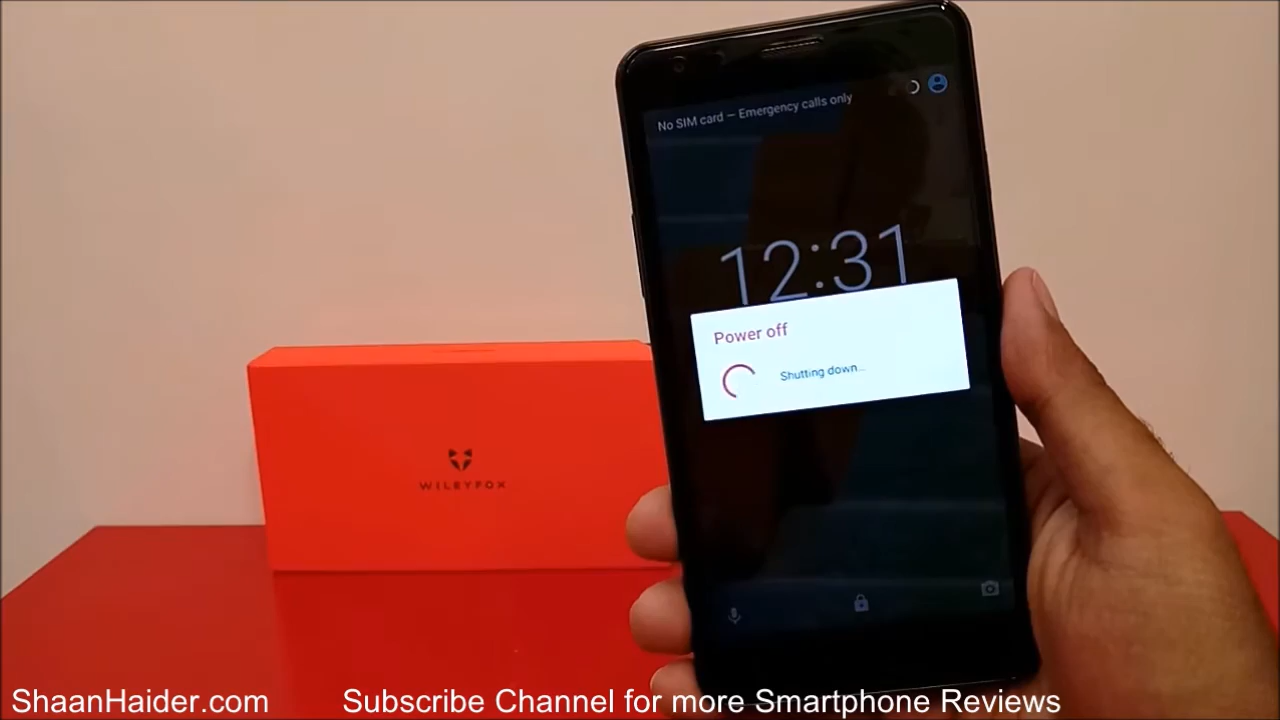 No SIM card — Emergency calls only
12:31
Power off
Shutting down...
WILEYFOX
ShaanHaider.com
Subscribe Channel for more Smartphone Reviews